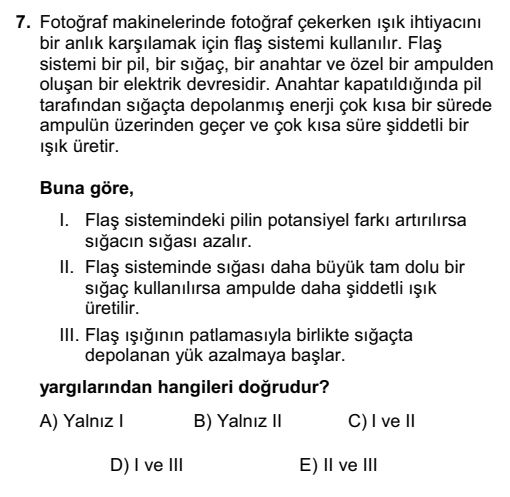 7. Fotoğraf makinelerinde fotoğraf çekerken ışık ihtiyacını
bir anlık karşılamak için flaş sistemi kullanılır. Flaş
sistemi bir pil, bir sığaç, bir anahtar ve özel bir ampulden
oluşan bir elektrik devresidir. Anahtar kapatıldığında pil
tarafından sığaçta depolanmış enerji çok kısa bir sürede
ampulün üzerinden geçer ve çok kısa süre şiddetli bir
ışık üretir.
Buna göre,
I. Flaş sistemindeki pilin potansiyel farkı artırılırsa
sığacın sığası azalır.
II. Flaş sisteminde sığası daha büyük tam dolu bir
sığaç kullanılırsa ampulde daha şiddetli ışık
üretilir.
III. Flaş ışığının patlamasıyla birlikte sığaçta
depolanan yük azalmaya başlar.
yargılarından hangileri doğrudur?
A) Yalnız I B) Yalnız II C) I ve II
D) I ve III E) II ve III